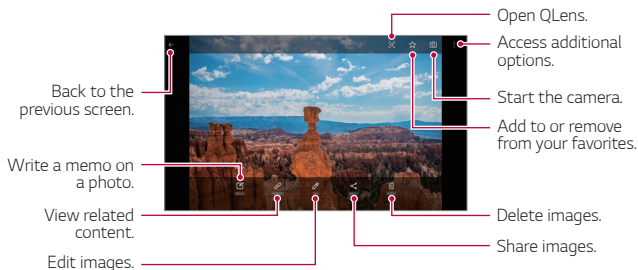 Open QLens.
Access additional
options.
Back to the
previous screen.
Start the camera.
Add to or remove
from your favorites.
Write a memo on
a photo.
View related
content.
Delete images.
Share images.
Edit images.